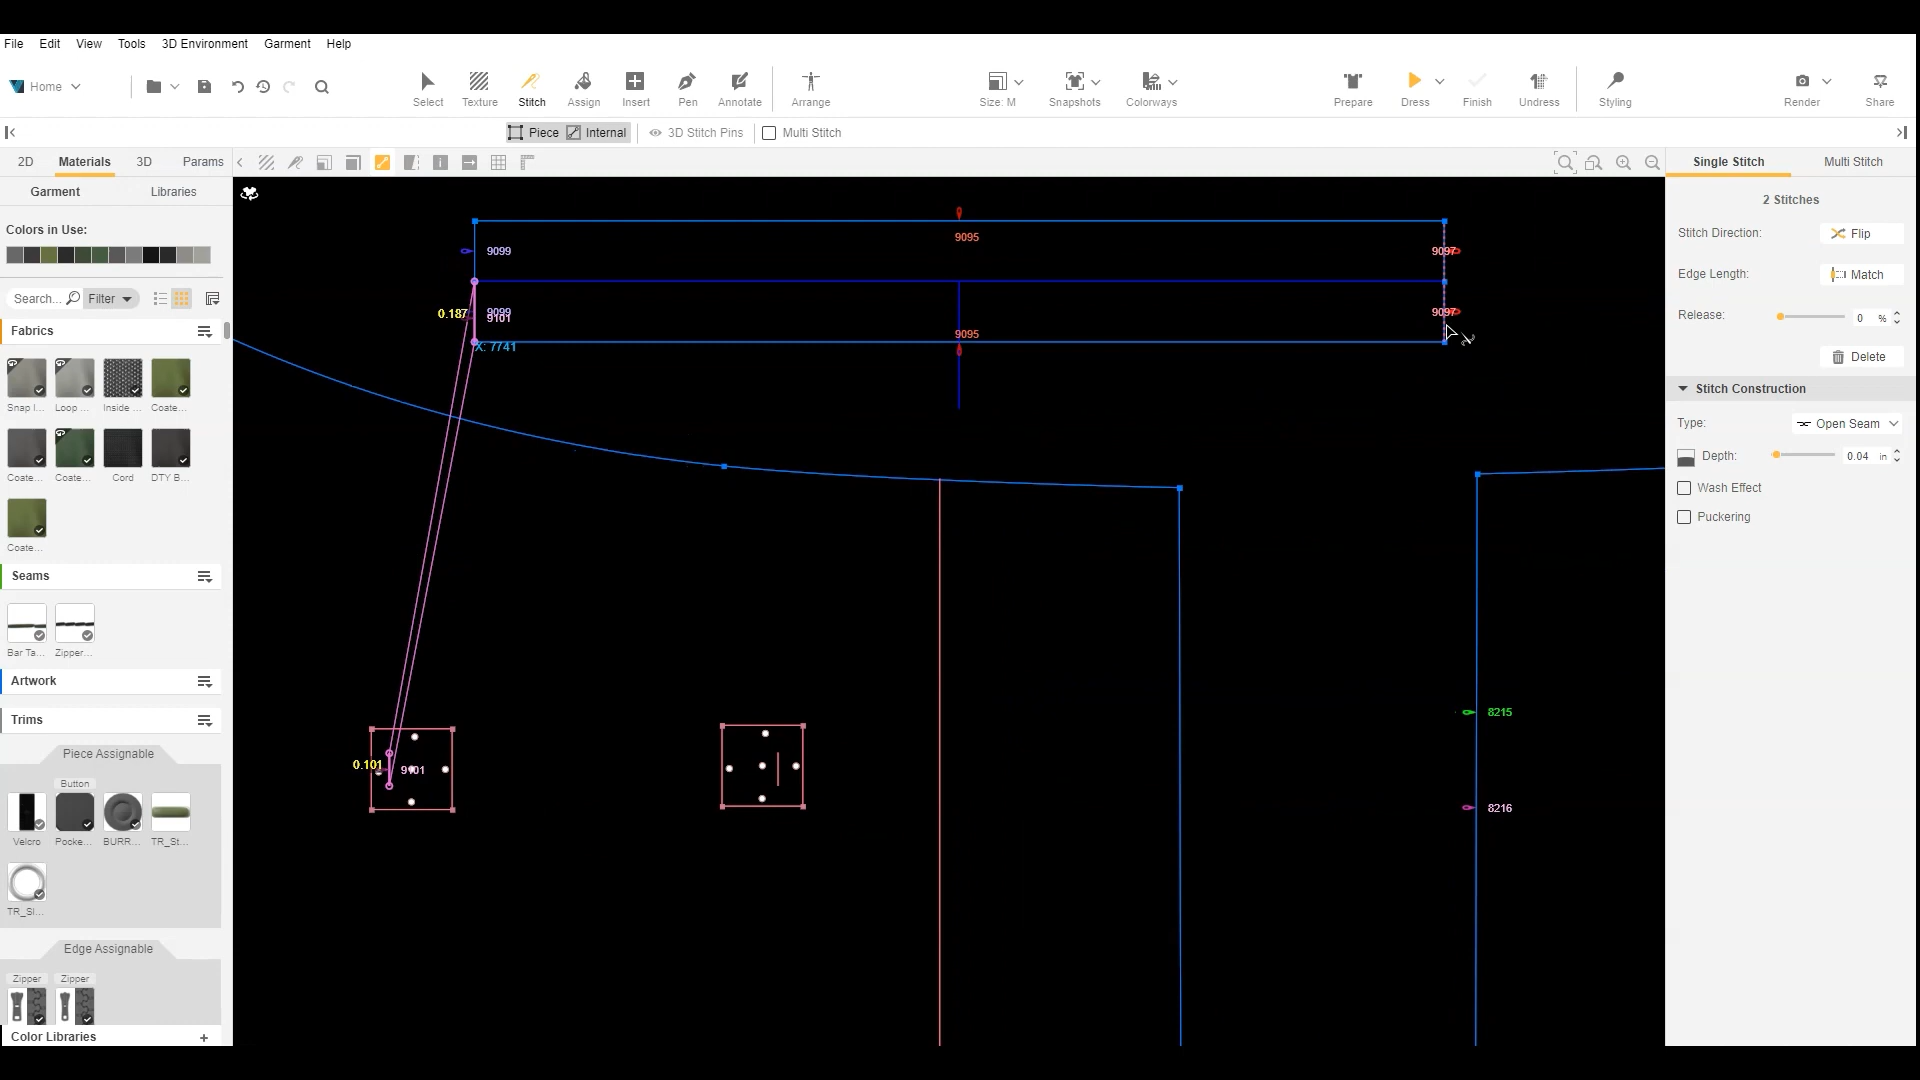 File Edit View Tools 3D Environment Garment Help
Home
Select Texture Stitch Assign Insert Pen Annotate Arrange Size: M Snapshots Colorways Prepare Dress Finish Undress Styling Render Share
Piece Internal 3D Stitch Pins Multi Stitch
2D Materials 3D Params
Garment Libraries
Colors in Use:
Search... Filter
Fabrics
Snap I... Loop ... Inside ... Coate...
Coate... Coate... Cord DTY B...
Coate...
Seams
Bar Ta... Zipper...
Artwork
Trims
Piece Assignable
Button
Velcro Pocke... BURR... TR_St...
TR_Sl...
Edge Assignable
Zipper Zipper
Color Libraries +
9095
9099
9097
0.187
9099
9101
9097
9095
X: 7741
8215
0.101
9101
8216
Single Stitch Multi Stitch
2 Stitches
Stitch Direction: Flip
Edge Length: Match
Release: 0 %
Delete
Stitch Construction
Type: Open Seam
Depth: 0.04 in
Wash Effect
Puckering